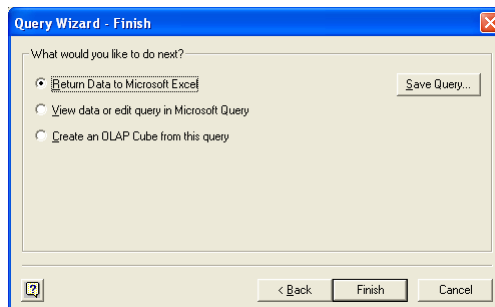 Query Wizard - Finish
What would you like to do next?
Return Data to Microsoft Excel
Save Query...
View data or edit query in Microsoft Query
Create an OLAP Cube from this query
< Back
Finish
Cancel